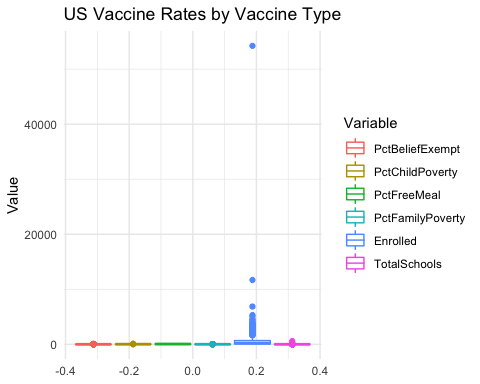 US Vaccine Rates by Vaccine Type
Value
40000
20000
0
-0.4
-0.2
0.0
0.2
0.4
Variable
PctBeliefExempt
PctChildPoverty
PctFreeMeal
PctFamilyPoverty
Enrolled
TotalSchools